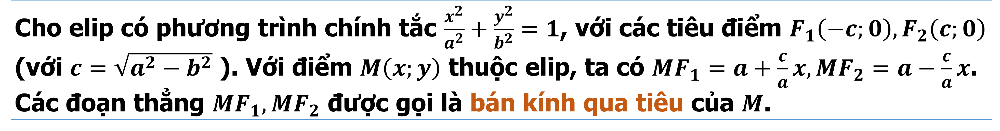 Cho elip có phương trình chính tắc $\frac{x^2}{a^2} + \frac{y^2}{b^2} = 1$, với các tiêu điểm $F_1(-c; 0), F_2(c; 0)$
(với $c = \sqrt{a^2 - b^2}$ ). Với điểm $M(x; y)$ thuộc elip, ta có $MF_1 = a + \frac{c}{a}x, MF_2 = a - \frac{c}{a}x$.
Các đoạn thẳng $MF_1, MF_2$ được gọi là bán kính qua tiêu của $M$.